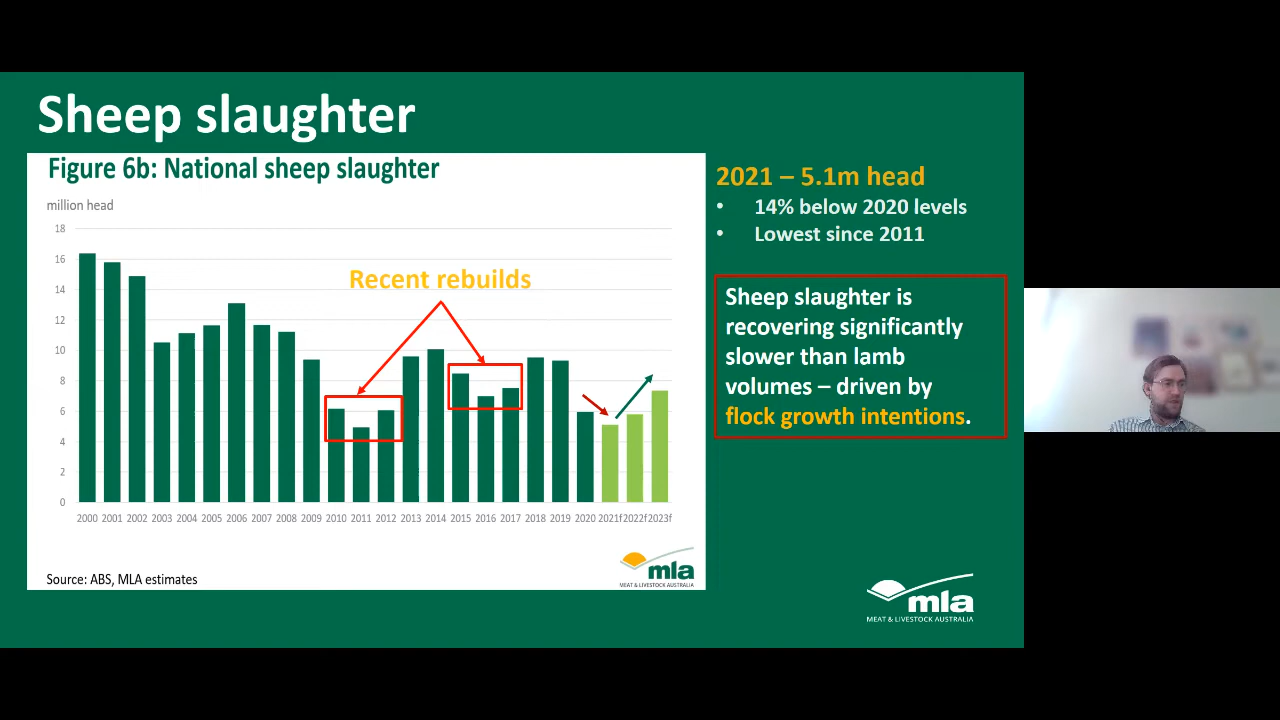 Sheep slaughter
Figure 6b: National sheep slaughter
million head
18
16
14
12
10
8
6
4
2
0
Recent rebuilds
2000 2001 2002 2003 2004 2005 2006 2007 2008 2009 2010 2011 2012 2013 2014 2015 2016 2017 2018 2019 2020 2021f 2022f 2023f
Source: ABS, MLA estimates
mla
MEAT & LIVESTOCK AUSTRALIA
2021 – 5.1m head
• 14% below 2020 levels
• Lowest since 2011
Sheep slaughter is
recovering significantly
slower than lamb
volumes – driven by
flock growth intentions.
mla
MEAT & LIVESTOCK AUSTRALIA